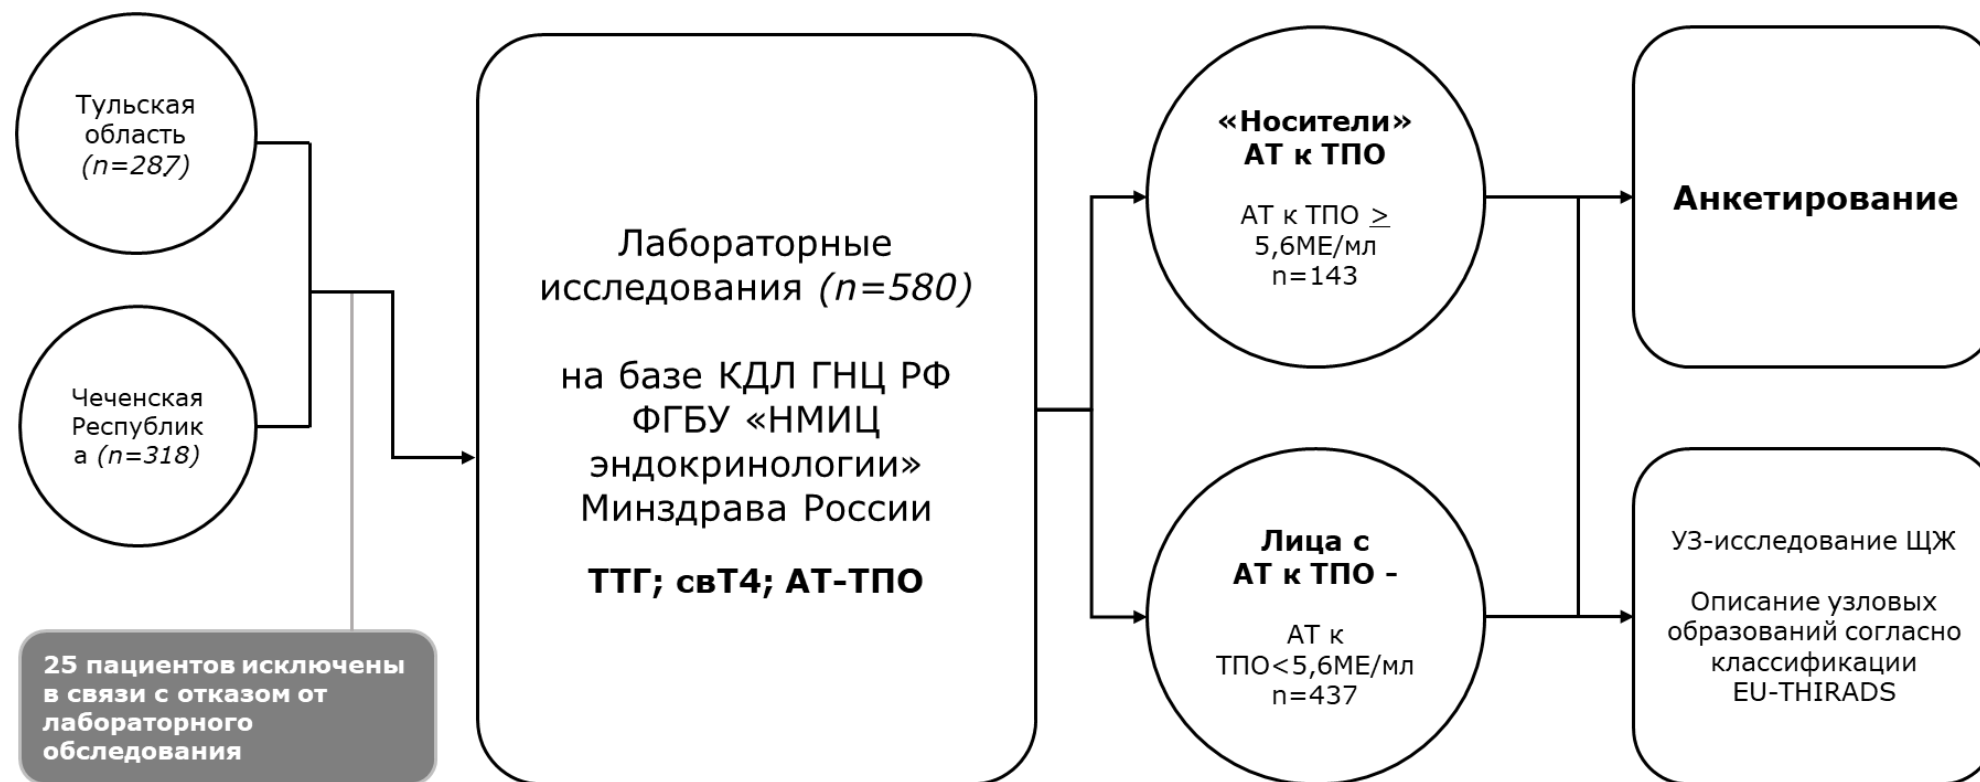 Тульская
область
(n=287)
Чеченская
Республик
а (n=318)
25 пациентов исключены
в связи с отказом от
лабораторного
обследования
Лабораторные
исследования (n=580)
на базе КДЛ ГНЦ РФ
ФГБУ «НМИЦ
эндокринологии»
Минздрава России
ТТГ; свТ4; АТ-ТПО
«Носители»
АТ к ТПО
АТ к ТПО ≥
5,6МЕ/мл
n=143
Лица с
АТ к ТПО –
АТ к
ТПО<5,6МЕ/мл
n=437
Анкетирование
УЗ-исследование ЩЖ
Описание узловых
образований согласно
классификации
EU-THIRADS